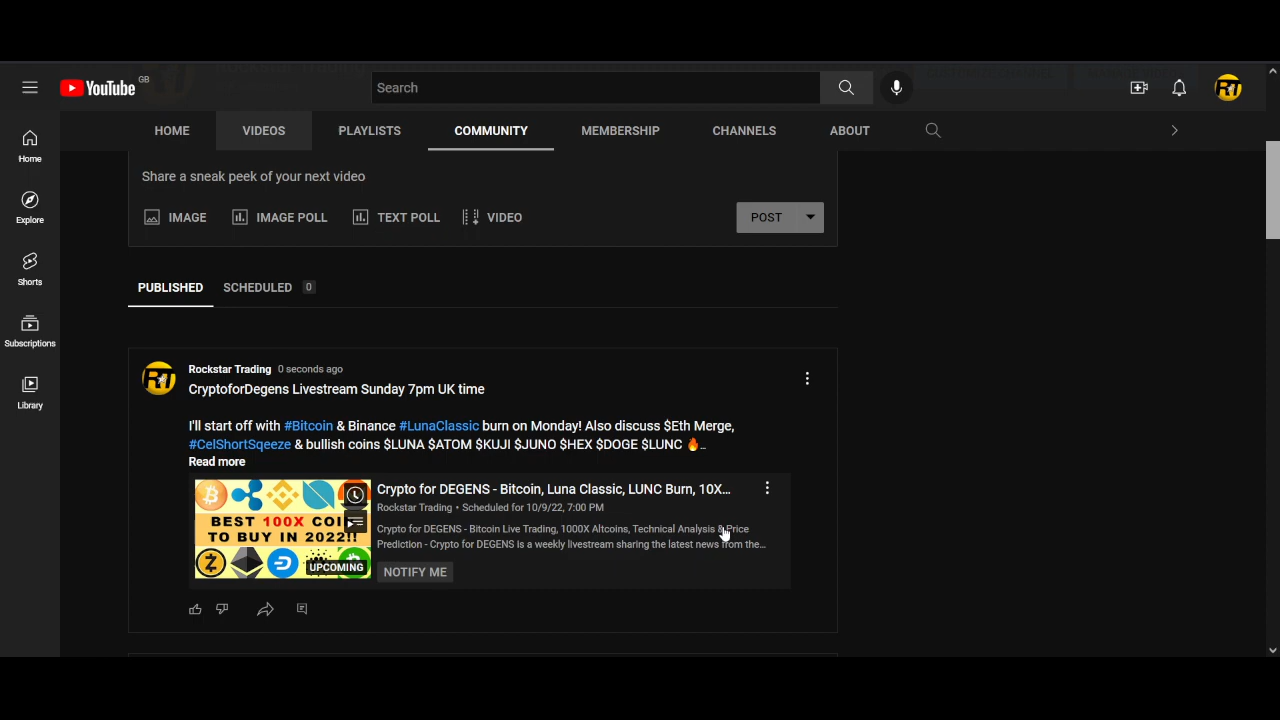 YouTube GB
Search
RT
HOME VIDEOS PLAYLISTS COMMUNITY MEMBERSHIP CHANNELS ABOUT
Home
Explore
Shorts
Subscriptions
Library
Share a sneak peek of your next video
IMAGE IMAGE POLL TEXT POLL VIDEO POST
PUBLISHED SCHEDULED 0
RT
Rockstar Trading 0 seconds ago
CryptoforDegens Livestream Sunday 7pm UK time
I'll start off with #Bitcoin & Binance #LunaClassic burn on Monday! Also discuss $Eth Merge,
#CelShortSqeeze & bullish coins $LUNA $ATOM $KUJI $JUNO $HEX $DOGE $LUNC 🔥...
Read more
BEST 100X COI
TO BUY IN 2022!!
UPCOMING
Crypto for DEGENS - Bitcoin, Luna Classic, LUNC Burn, 10X...
Rockstar Trading • Scheduled for 10/9/22, 7:00 PM
Crypto for DEGENS - Bitcoin Live Trading, 1000X Altcoins, Technical Analysis & Price
Prediction - Crypto for DEGENS is a weekly livestream sharing the latest news from the...
NOTIFY ME